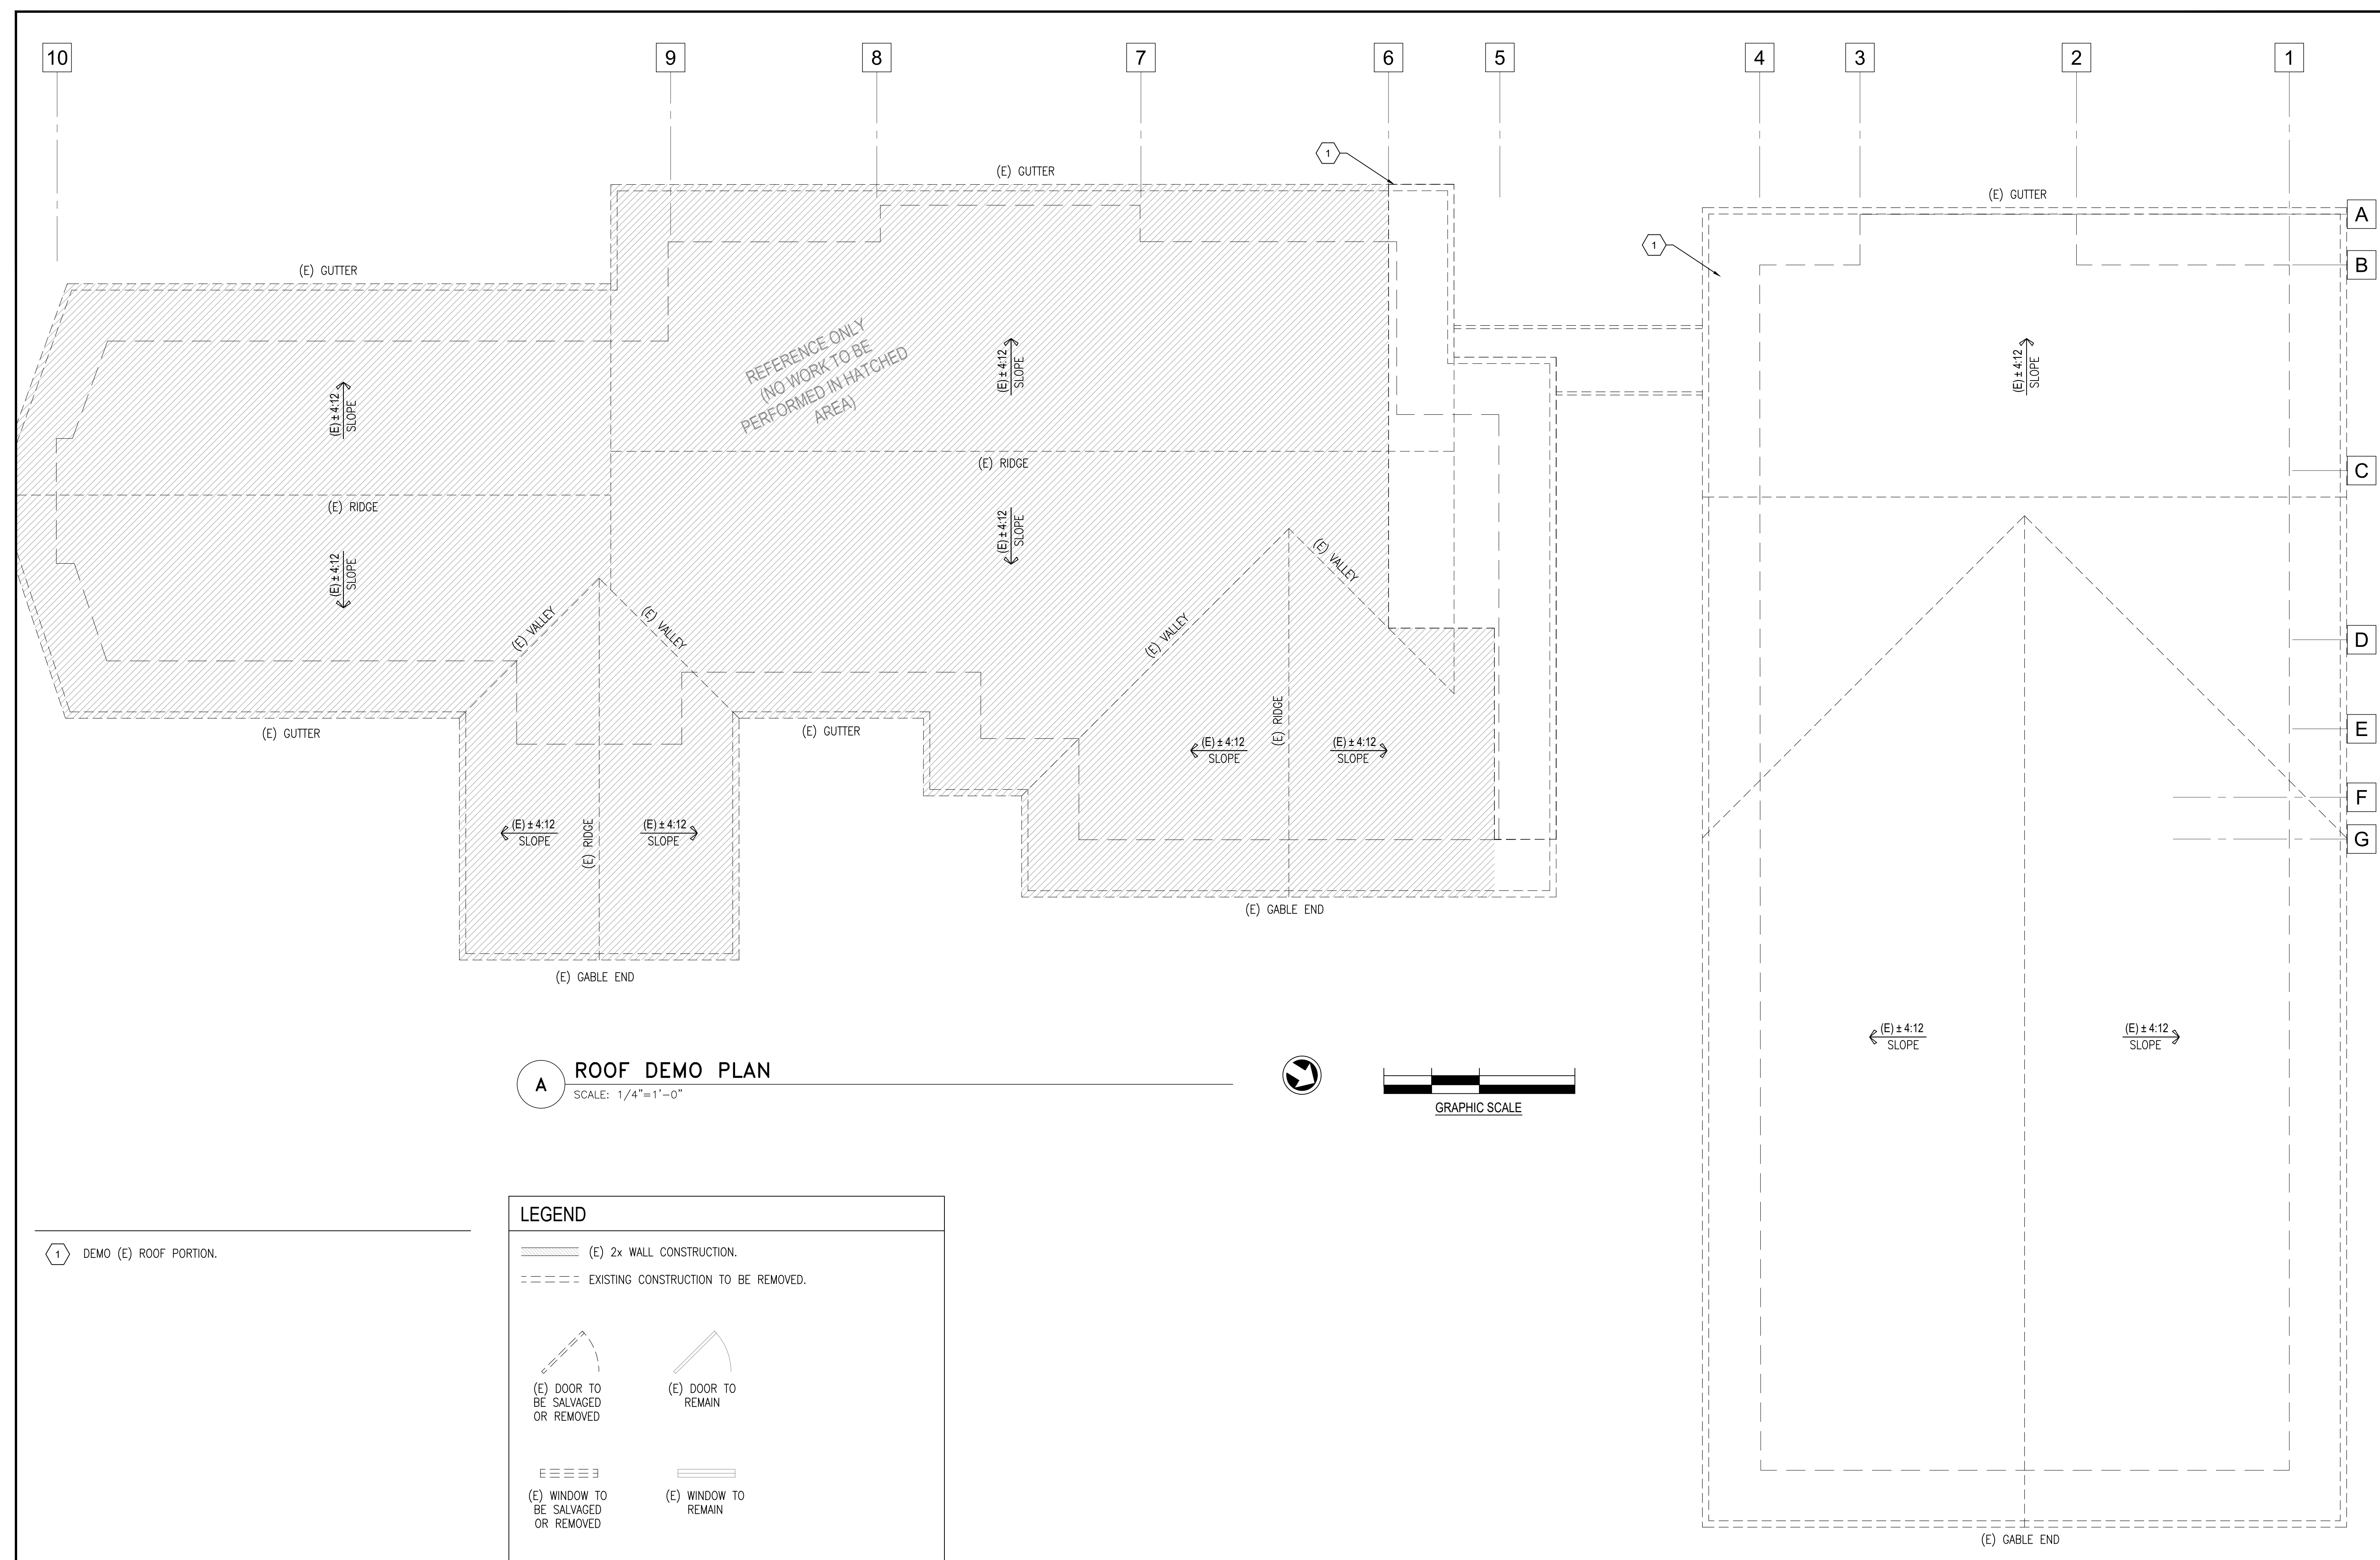 10
9
8
7
6
5
4
3
2
1
1
(E) GUTTER
(E) GUTTER
A
1
B
(E) GUTTER
REFERENCE ONLY
(NO WORK TO BE
PERFORMED IN HATCHED
AREA)
(E) ± 4:12
SLOPE
(E) ± 4:12
SLOPE
(E) ± 4:12
SLOPE
(E) RIDGE
C
(E) RIDGE
(E) ± 4:12
SLOPE
(E) ± 4:12
SLOPE
(E) VALLEY
(E) VALLEY
(E) VALLEY
(E) VALLEY
D
(E) GUTTER
(E) GUTTER
(E) RIDGE
(E) ± 4:12
SLOPE
(E) ± 4:12
SLOPE
E
F
(E) ± 4:12
SLOPE
(E) RIDGE
(E) ± 4:12
SLOPE
G
(E) GABLE END
(E) GABLE END
(E) ± 4:12
SLOPE
(E) ± 4:12
SLOPE
A
ROOF DEMO PLAN
SCALE: 1/4"=1'-0"
GRAPHIC SCALE
1
DEMO (E) ROOF PORTION.
LEGEND
(E) 2x WALL CONSTRUCTION.
EXISTING CONSTRUCTION TO BE REMOVED.
(E) DOOR TO
BE SALVAGED
OR REMOVED
(E) DOOR TO
REMAIN
(E) WINDOW TO
BE SALVAGED
OR REMOVED
(E) WINDOW TO
REMAIN
(E) GABLE END